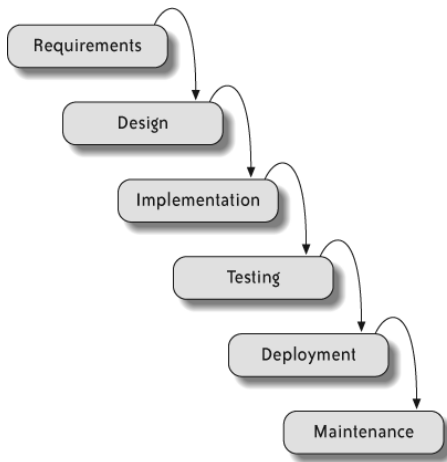 Requirements
Design
Implementation
Testing
Deployment
Maintenance